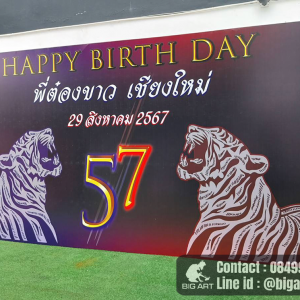 HAPPY BIRTH DAY
พี่ต๋องขาว เชียงใหม่
29 สิงหาคม 2567
57
BIG ART
Contact : 0849
Line id : @biga